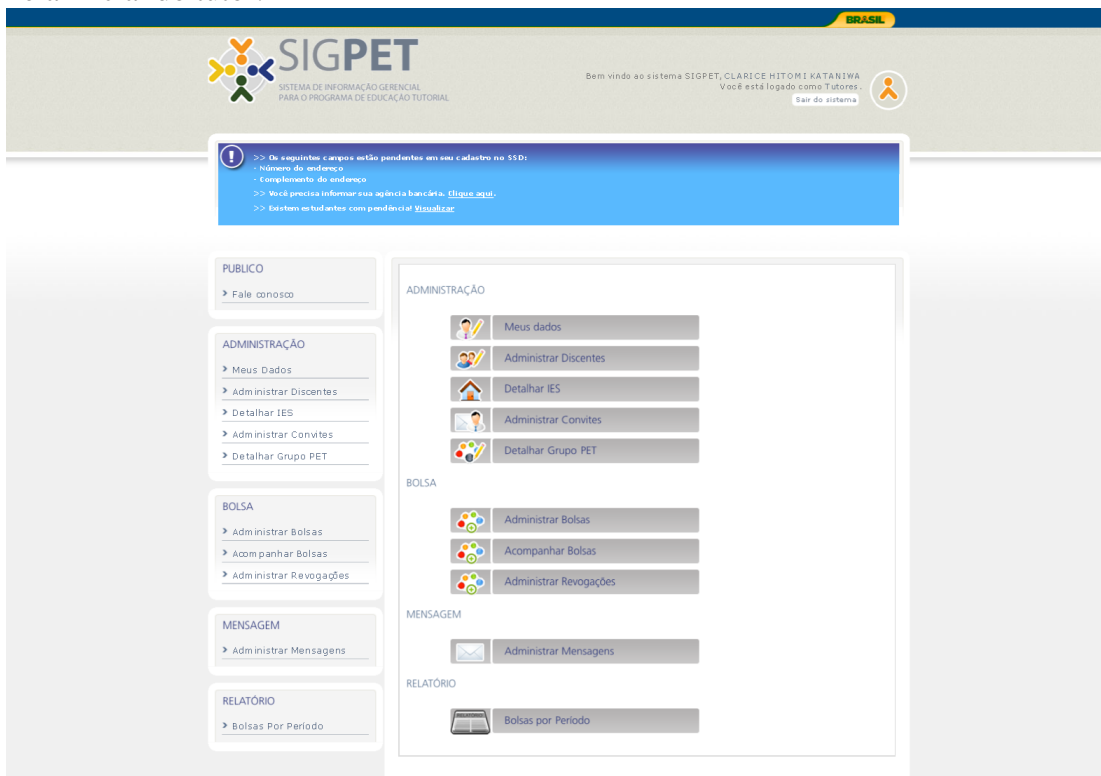 BRASIL
SIGPET
SISTEMA DE INFORMAÇÃO GERENCIAL
PARA O PROGRAMA DE EDUCAÇÃO TUTORIAL
Bem vindo ao sistema SIGPET, CLARICE HITOMI KATANIWA
Você está logado como Tutores.
Sair do sistema
>> Os seguintes campos estão pendentes em seu cadastro no SSD:
- Número do endereço
- Complemento do endereço
>> Você precisa informar sua agência bancária. Clique aqui.
>> Existem estudantes com pendência! Visualizar
PUBLICO
Fale conosco
ADMINISTRAÇÃO
Meus Dados
Administrar Discentes
Detalhar IES
Administrar Convites
Detalhar Grupo PET
BOLSA
Administrar Bolsas
Acompanhar Bolsas
Administrar Revogações
MENSAGEM
Administrar Mensagens
RELATÓRIO
Bolsas Por Período
ADMINISTRAÇÃO
Meus dados
Administrar Discentes
Detalhar IES
Administrar Convites
Detalhar Grupo PET
BOLSA
Administrar Bolsas
Acompanhar Bolsas
Administrar Revogações
MENSAGEM
Administrar Mensagens
RELATÓRIO
RELATÓRIO
Bolsas por Período